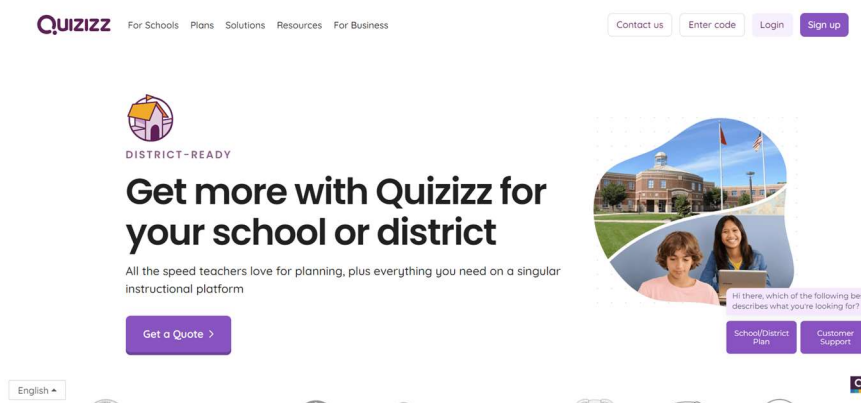 QUIZIZZ For Schools Plans Solutions Resources For Business Contact us Enter code Login Sign up
DISTRICT-READY
Get more with Quizizz for
your school or district
All the speed teachers love for planning, plus everything you need on a singular
instructional platform
Get a Quote >
Hi there, which of the following
describes what you're looking for?
School/District
Plan
Customer
Support
English